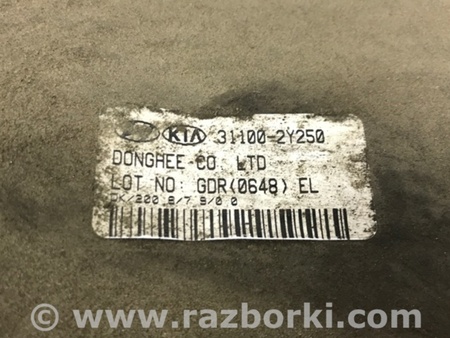 KIA 31100-2Y250
DONGHEE CO. LTD
LOT NO: GDR(0648) EL
© www.razborki.com